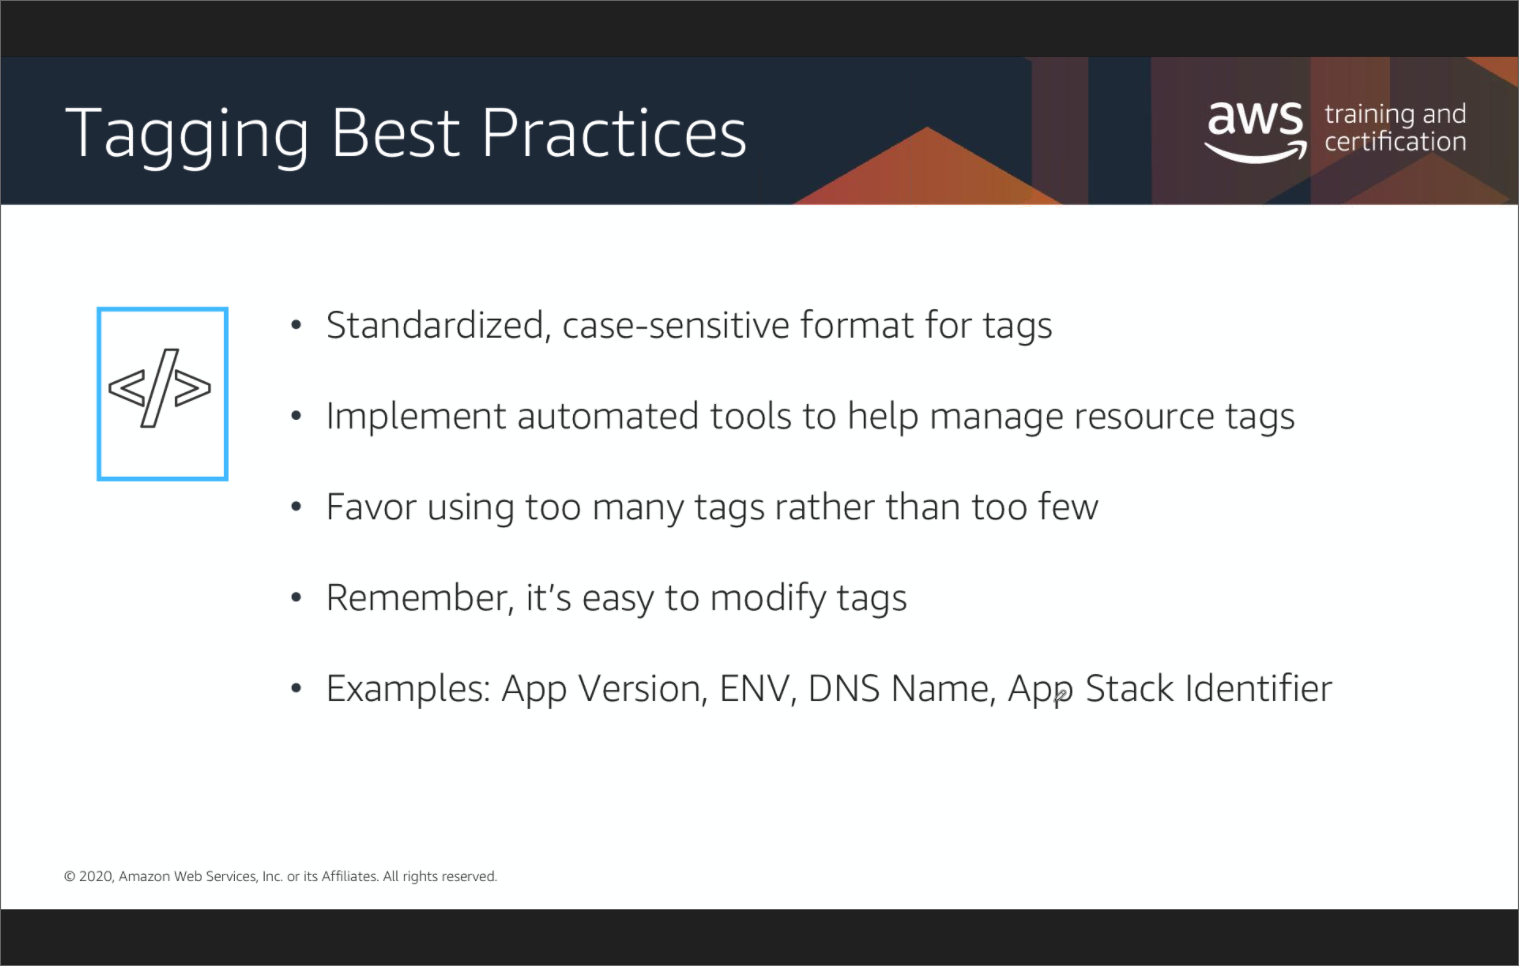 Tagging Best Practices
aws training and
certification
</>
• Standardized, case-sensitive format for tags
• Implement automated tools to help manage resource tags
• Favor using too many tags rather than too few
• Remember, it’s easy to modify tags
• Examples: App Version, ENV, DNS Name, App Stack Identifier
© 2020, Amazon Web Services, Inc. or its Affiliates. All rights reserved.